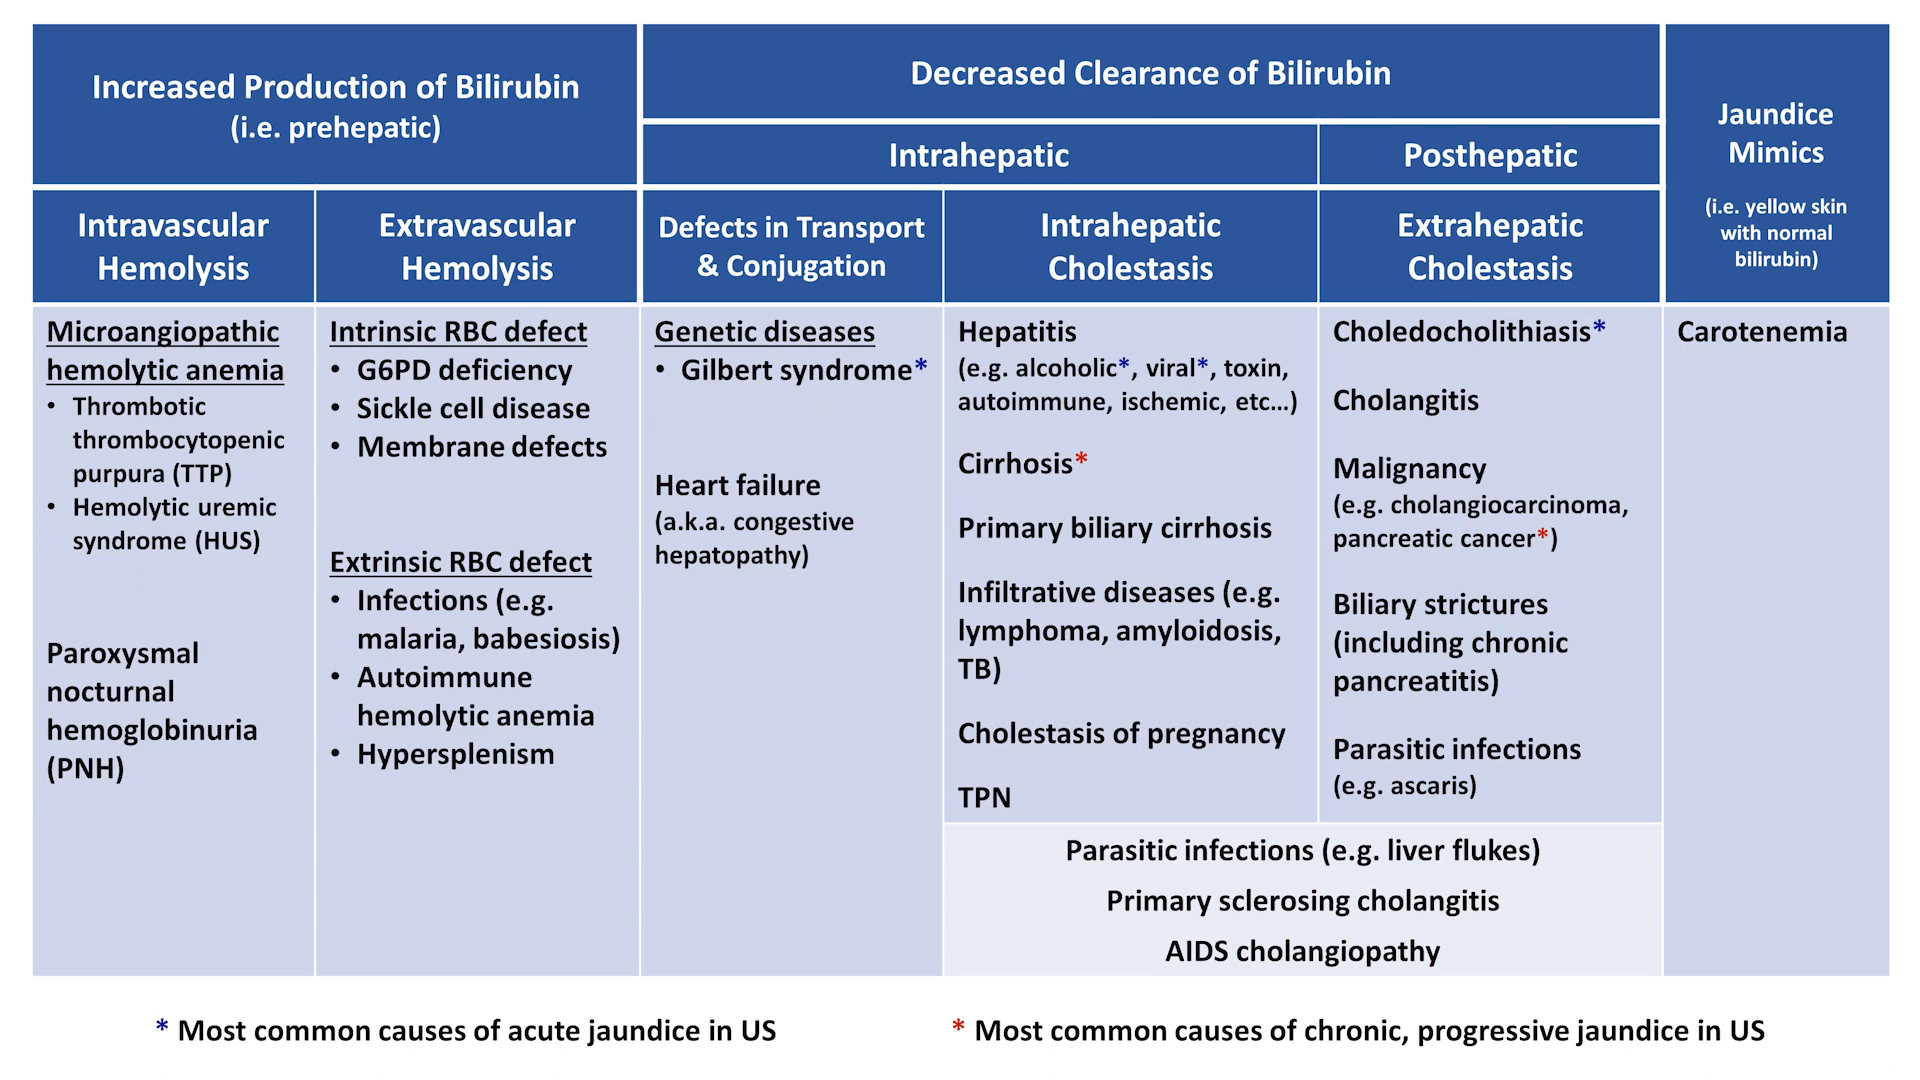 Increased Production of Bilirubin
(i.e. prehepatic)
Decreased Clearance of Bilirubin
Intrahepatic
Posthepatic
Jaundice
Mimics
(i.e. yellow skin
with normal
bilirubin)
Intravascular
Hemolysis
Extravascular
Hemolysis
Defects in Transport
& Conjugation
Intrahepatic
Cholestasis
Extrahepatic
Cholestasis
Microangiopathic
hemolytic anemia
• Thrombotic
thrombocytopenic
purpura (TTP)
• Hemolytic uremic
syndrome (HUS)
Paroxysmal
nocturnal
hemoglobinuria
(PNH)
Intrinsic RBC defect
• G6PD deficiency
• Sickle cell disease
• Membrane defects
Extrinsic RBC defect
• Infections (e.g.
malaria, babesiosis)
• Autoimmune
hemolytic anemia
• Hypersplenism
Genetic diseases
• Gilbert syndrome*
Heart failure
(a.k.a. congestive
hepatopathy)
Hepatitis
(e.g. alcoholic*, viral*, toxin,
autoimmune, ischemic, etc…)
Cirrhosis*
Primary biliary cirrhosis
Infiltrative diseases (e.g.
lymphoma, amyloidosis,
TB)
Cholestasis of pregnancy
TPN
Choledocholithiasis*
Cholangitis
Malignancy
(e.g. cholangiocarcinoma,
pancreatic cancer*)
Biliary strictures
(including chronic
pancreatitis)
Parasitic infections
(e.g. ascaris)
Parasitic infections (e.g. liver flukes)
Primary sclerosing cholangitis
AIDS cholangiopathy
Carotenemia
* Most common causes of acute jaundice in US
* Most common causes of chronic, progressive jaundice in US